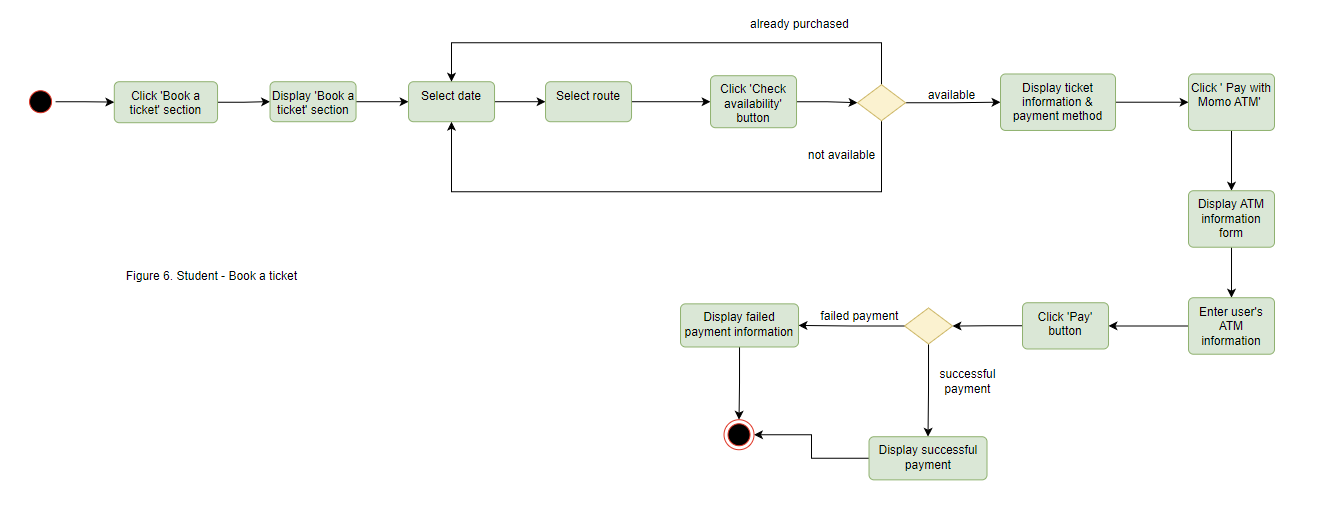 already purchased
Click 'Book a
ticket' section
Display 'Book a
ticket' section
Select date
Select route
Click 'Check
availability'
button
available
Display ticket
information &
payment method
Click ' Pay with
Momo ATM'
not available
Display ATM
information
form
Figure 6. Student - Book a ticket
Enter user's
ATM
information
Click 'Pay'
button
failed payment
Display failed
payment information
successful
payment
Display successful
payment